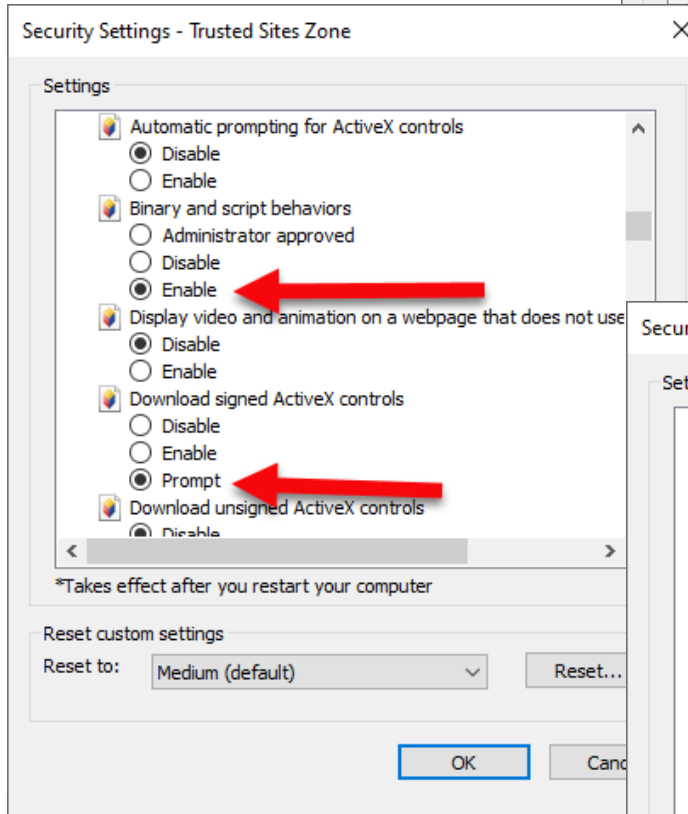 Security Settings - Trusted Sites Zone
Settings
Automatic prompting for ActiveX controls
Disable
Enable
Binary and script behaviors
Administrator approved
Disable
Enable
Display video and animation on a webpage that does not use
Disable
Enable
Download signed ActiveX controls
Disable
Enable
Prompt
Download unsigned ActiveX controls
Disable
*Takes effect after you restart your computer
Reset custom settings
Reset to:
Medium (default)
Reset...
OK
Canc
Secur
Set